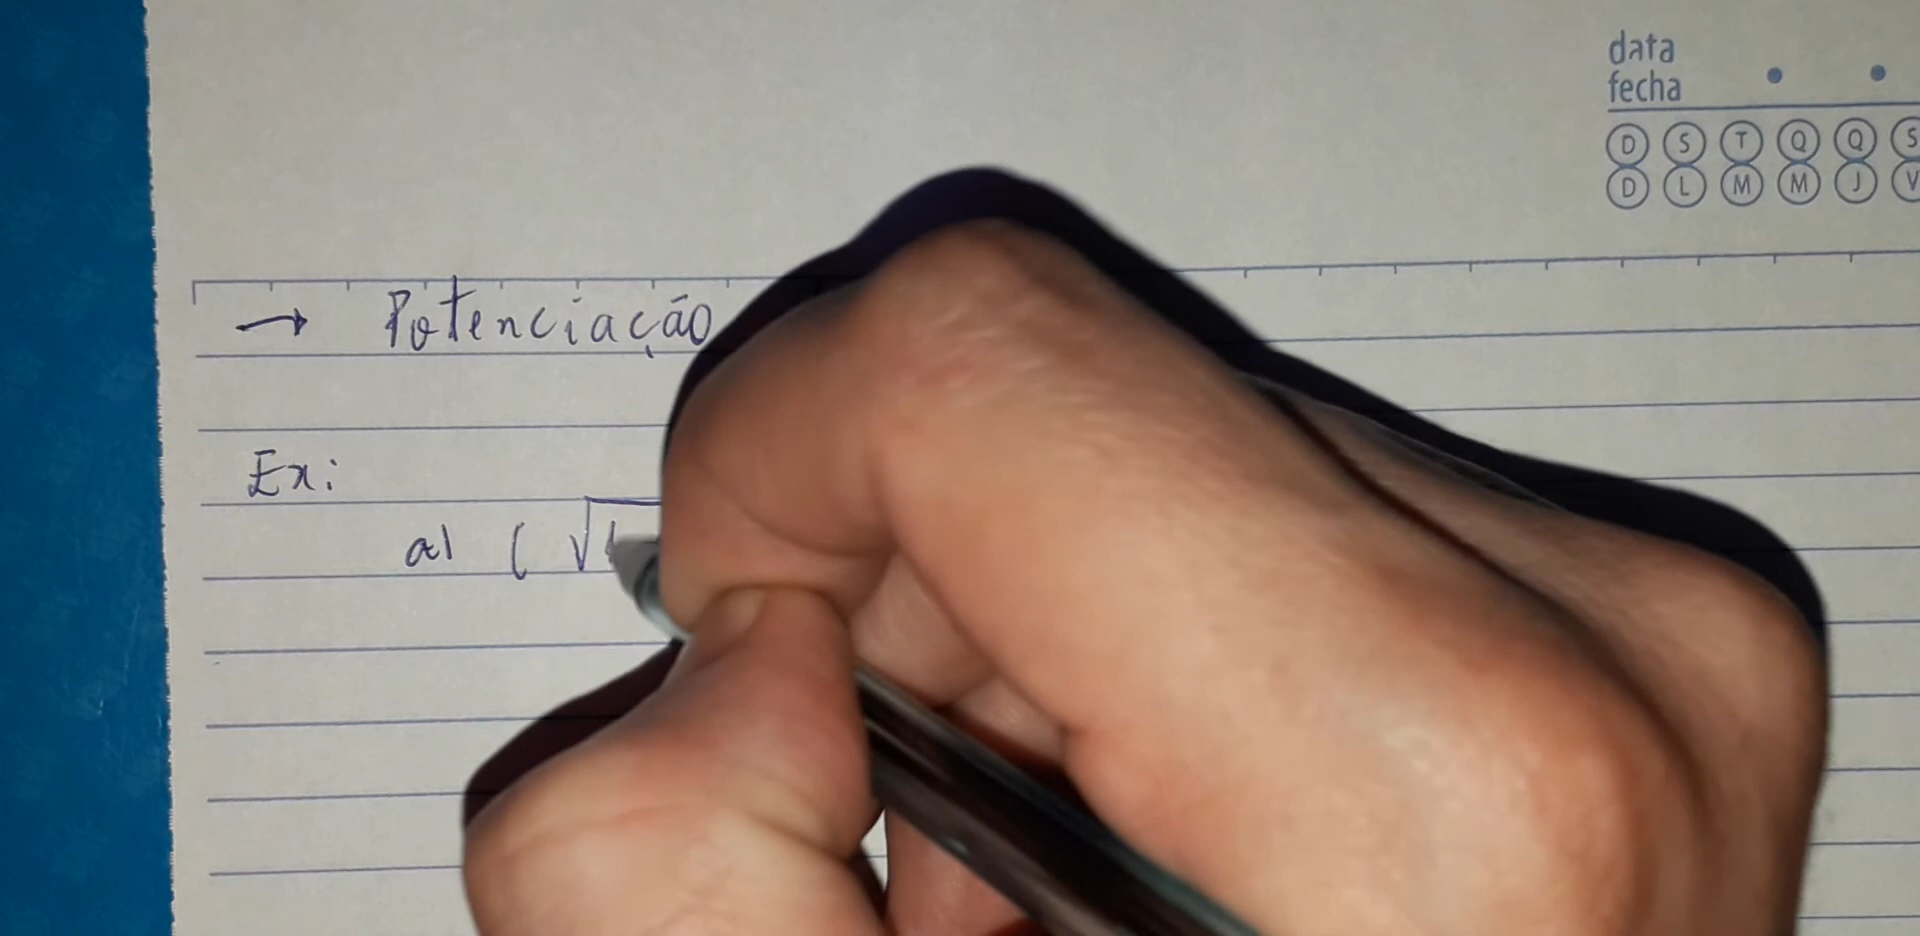 data
fecha
D S T Q Q S
D L M M J V
→ Potenciação
Ex:
a) ( √